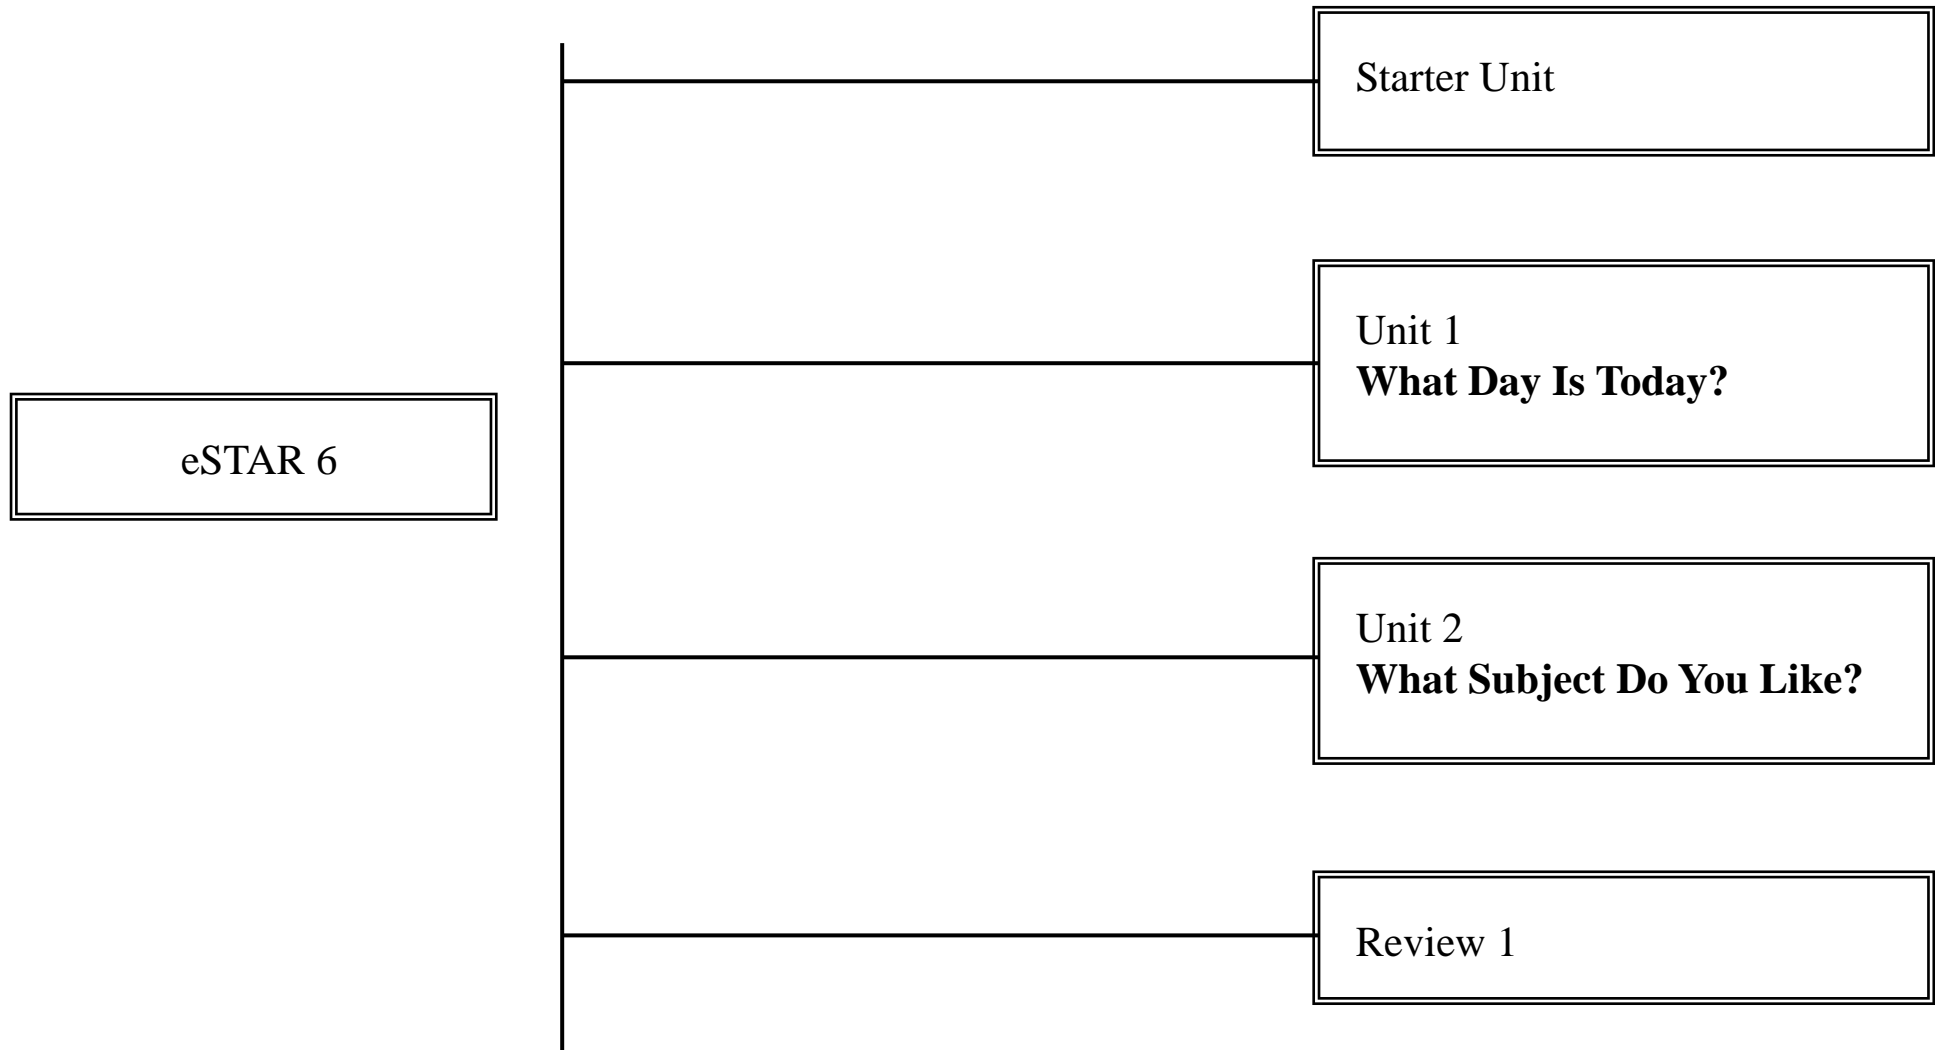 Starter Unit
Unit 1
What Day Is Today?
eSTAR 6
Unit 2
What Subject Do You Like?
Review 1